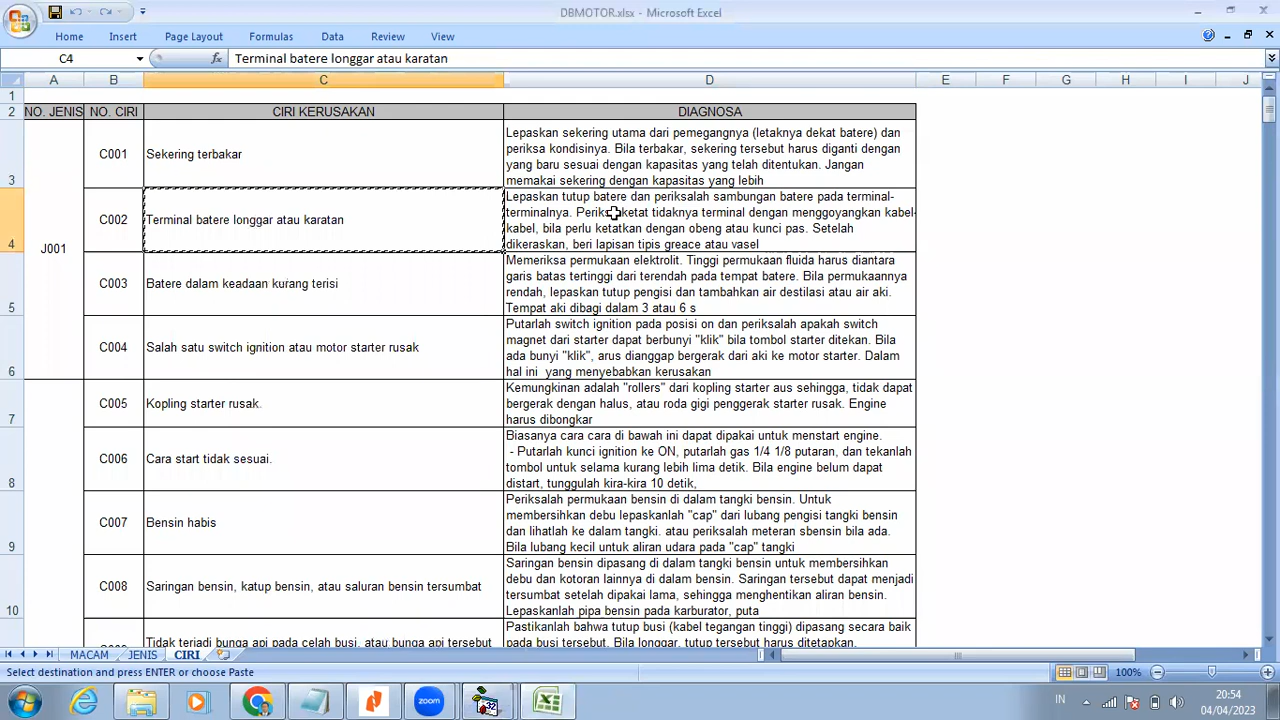 DBMOTOR.xlsx - Microsoft Excel
Home Insert Page Layout Formulas Data Review View
C4 fx Terminal batere longgar atau karatan
A B C D E F G H I J
1
2 NO. JENIS NO. CIRI CIRI KERUSAKAN DIAGNOSA
Lepaskan sekering utama dari pemegangnya (letaknya dekat batere) dan
periksa kondisinya. Bila terbakar, sekering tersebut harus diganti dengan
C001 Sekering terbakar
yang baru sesuai dengan kapasitas yang telah ditentukan. Jangan
3 memakai sekering dengan kapasitas yang lebih
Lepaskan tutup batere dan periksalah sambungan batere pada terminal-
terminalnya. ketat tidaknya terminal dengan menggoyangkan kabel-
C002 Terminal batere longgar atau karatan
kabel, bila perlu ketatkan dengan obeng atau kunci pas. Setelah
4 dikeraskan, beri lapisan tipis greace atau vasel
J001
Memeriksa permukaan elektrolit. Tinggi permukaan fluida harus diantara
garis batas tertinggi dari terendah pada tempat batere. Bila permukaannya
C003 Batere dalam keadaan kurang terisi
rendah, lepaskan tutup pengisi dan tambahkan air destilasi atau air aki.
5 Tempat aki dibagi dalam 3 atau 6 s
Putarlah switch ignition pada posisi on dan periksalah apakah switch
magnet dari starter dapat berbunyi "klik" bila tombol starter ditekan. Bila
C004 Salah satu switch ignition atau motor starter rusak
ada bunyi "klik", arus dianggap bergerak dari aki ke motor starter. Dalam
6 hal ini yang menyebabkan kerusakan
Kemungkinan adalah "rollers" dari kopling starter aus sehingga, tidak dapat
C005 Kopling starter rusak.
bergerak dengan halus, atau roda gigi penggerak starter rusak. Engine
7 harus dibongkar
Biasanya cara cara di bawah ini dapat dipakai untuk menstart engine.
- Putarlah kunci ignition ke ON, putarlah gas 1/4 1/8 putaran, dan tekanlah
C006 Cara start tidak sesuai.
tombol untuk selama kurang lebih lima detik. Bila engine belum dapat
8 distart, tunggulah kira-kira 10 detik,
Periksalah permukaan bensin di dalam tangki bensin. Untuk
membersihkan debu lepaskanlah "cap" dari lubang pengisi tangki bensin
C007 Bensin habis
dan lihatlah ke dalam tangki. atau periksalah meteran sbensin bila ada.
9 Bila lubang kecil untuk aliran udara pada "cap" tangki
Saringan bensin dipasang di dalam tangki bensin untuk membersihkan
debu dan kotoran lainnya di dalam bensin. Saringan tersebut dapat menjadi
C008 Saringan bensin, katup bensin, atau saluran bensin tersumbat
tersumbat setelah dipakai lama, sehingga menghentikan aliran bensin.
10 Lepaskanlah pipa bensin pada karburator, puta
Pastikanlah bahwa tutup busi (kabel tegangan tinggi) dipasang secara baik
Tidak terjadi bunga api pada celah busi, atau bunga api tersebut pada busi tersebut. Bila longgar, tutup tersebut harus ditetapkan.
MACAM JENIS CIRI
Select destination and press ENTER or choose Paste 100%
zoom 32 IN 20:54
04/04/2023